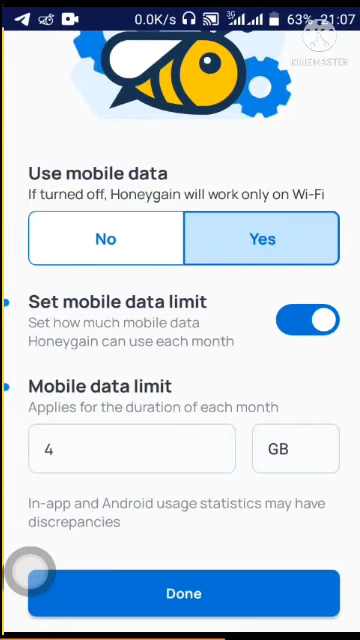 0.0K/s 3G 63% 21:07
KINEMASTER
Use mobile data
If turned off, Honeygain will work only on Wi-Fi
No Yes
Set mobile data limit
Set how much mobile data
Honeygain can use each month
Mobile data limit
Applies for the duration of each month
4 GB
In-app and Android usage statistics may have
discrepancies
Done